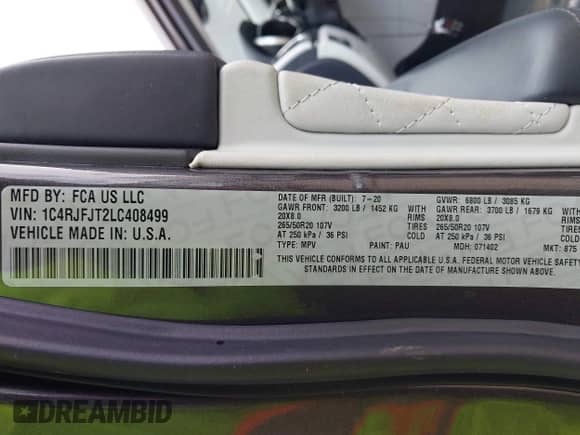 MFD BY: FCA US LLC
VIN: 1C4RJFJT2LC408499
VEHICLE MADE IN: U.S.A.
DATE OF MFR (BUILT): 7-20
GVWR: 6800 LB / 3085 KG
GAWR FRONT: 3200 LB / 1452 KG
GAWR REAR: 3700 LB / 1679 KG
20X8.0 RIMS
20X8.0 RIMS
265/50R20 107V TIRES
265/50R20 107V TIRES
AT 250 kPa / 36 PSI COLD
AT 250 kPa / 36 PSI COLD
TYPE: MPV PAINT: PAU MDH: 071402 MKT: 875
THIS VEHICLE CONFORMS TO ALL APPLICABLE U.S.A. FEDERAL MOTOR VEHICLE SAFETY
STANDARDS IN EFFECT ON THE DATE OF MANUFACTURE SHOWN ABOVE.
DREAMBID